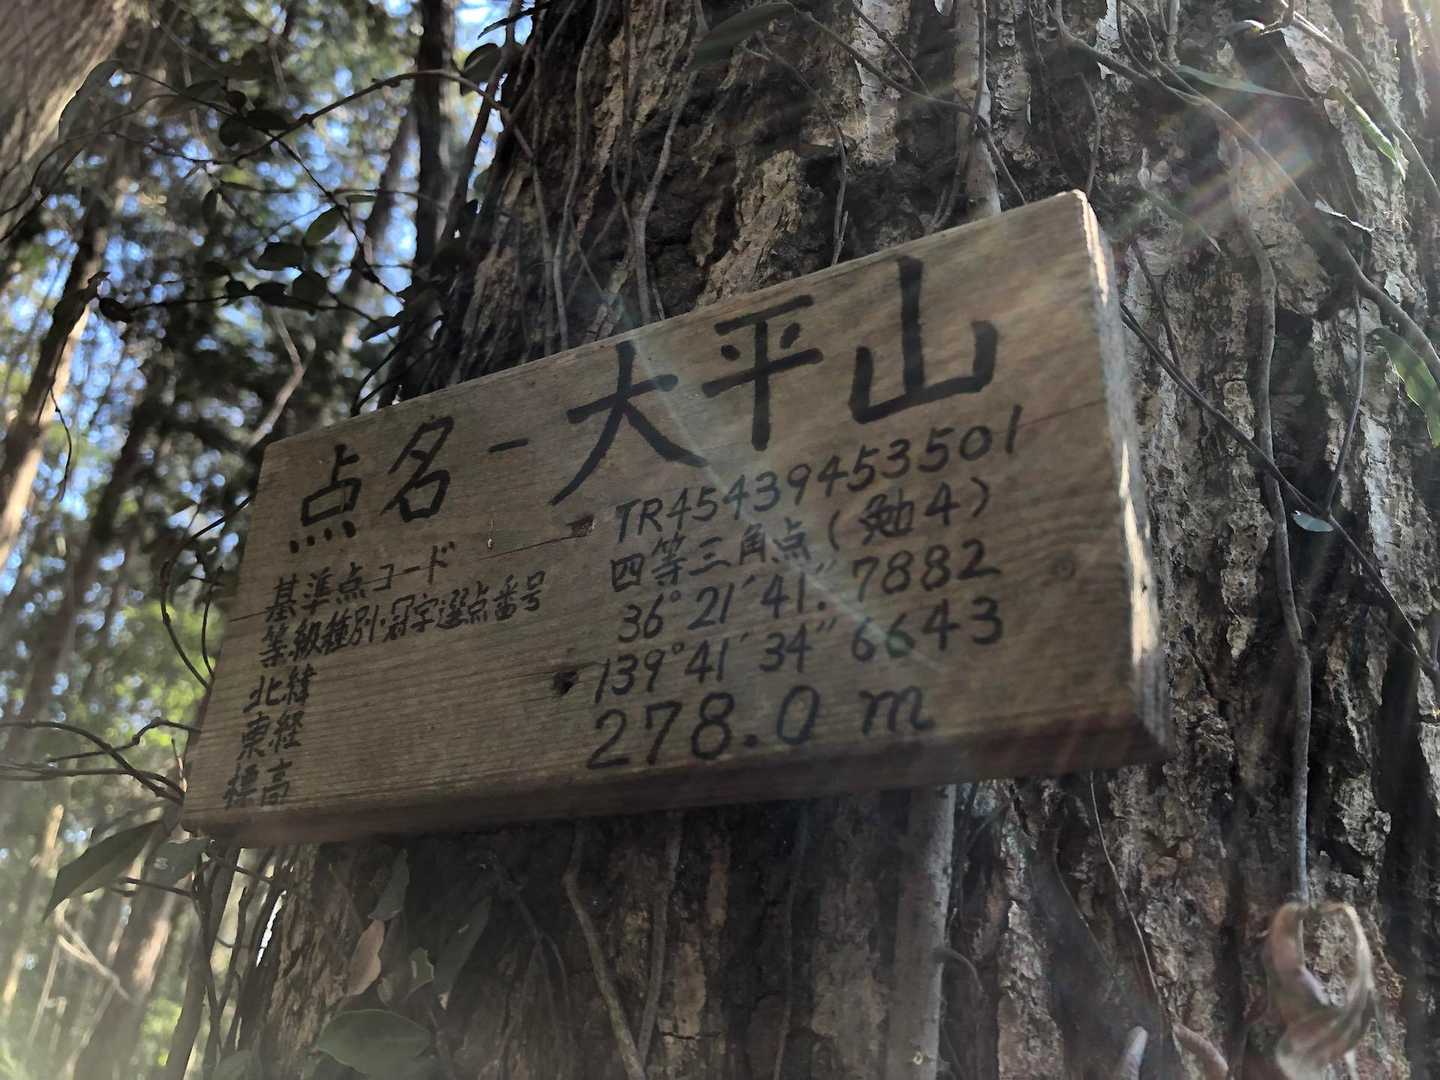 点名-大平山
基準点コード TR45439453501
等級種別・冠字選点番号 四等三角点(勉4)
北緯 36°21′41″.7882
東経 139°41′34″6643
標高 278.0m